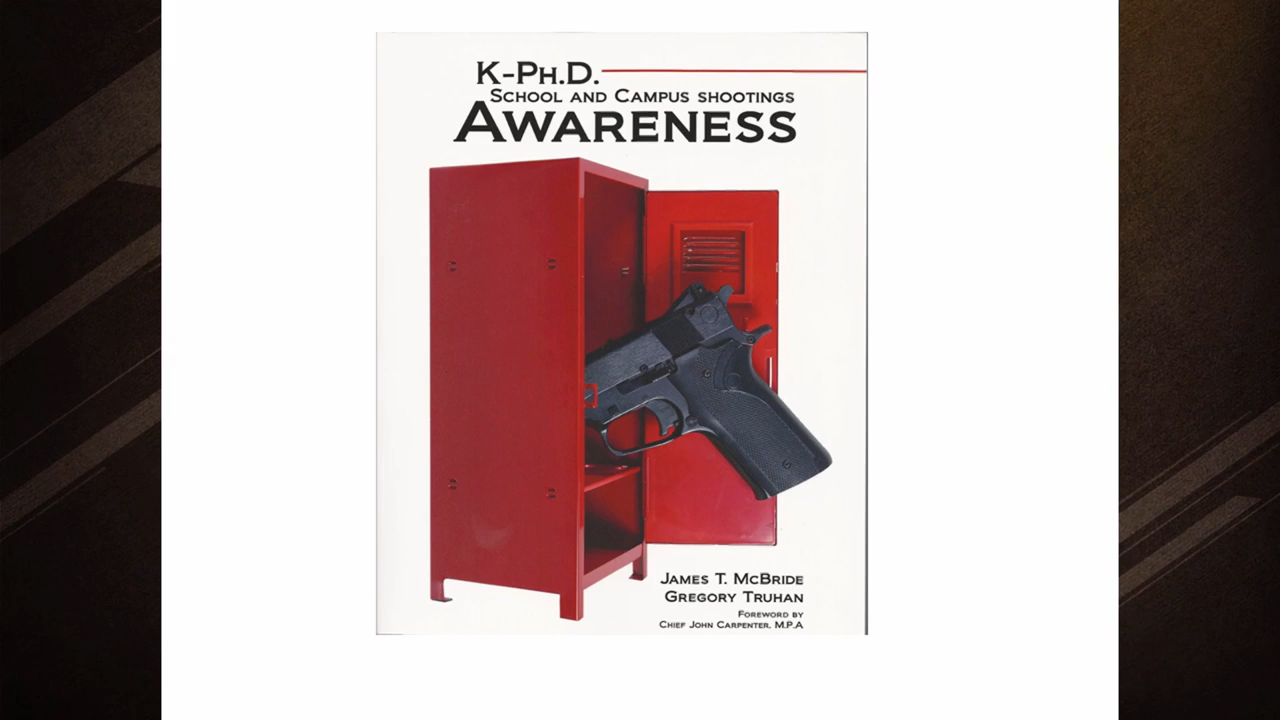 K-Ph.D.
School and Campus shootings
Awareness
James T. McBride
Gregory Truhan
Foreword by
Chief John Carpenter, M.P.A